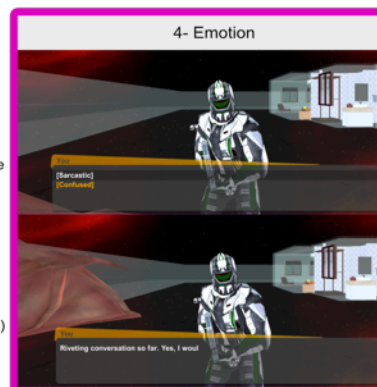 4- Emotion
e
You
[Sarcastic]
[Confused]
)
You
Riveting conversation so far. Yes, I woul